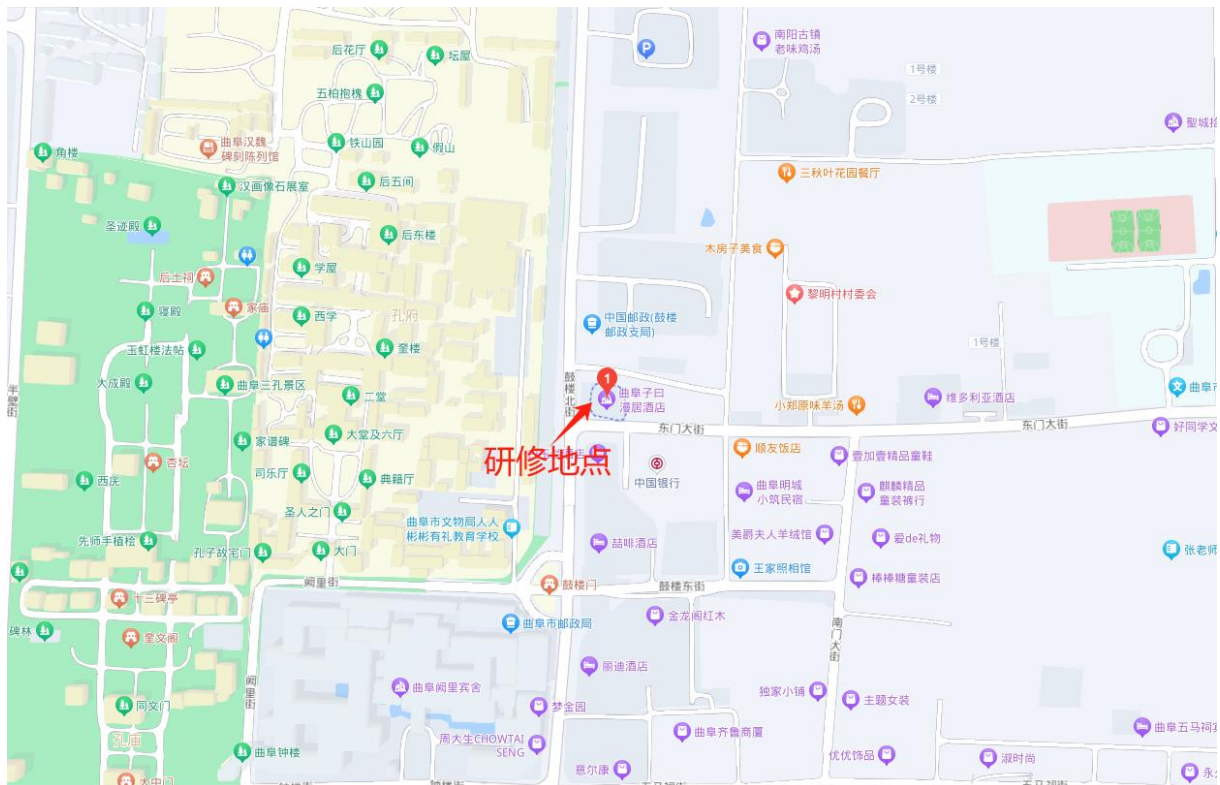 后花厅
坛屋
P
南阳古镇
老味鸡汤
1号楼
五柏抱槐
2号楼
曲阜汉魏
碑刻陈列馆
铁山园
假山
角楼
三秋叶花园餐厅
汉画像石展室
后五间
圣迹殿
后东楼
木房子美食
学屋
后土祠
黎明村村委会
寝殿
家庙
西学
孔府
中国邮政(鼓楼
邮政支局)
玉虹楼法帖
奎楼
1号楼
半壁街
大成殿
曲阜三孔景区
二堂
鼓楼北街
1
曲阜子曰
漫居酒店
小郑原味羊汤
维多利亚酒店
东门大街
东门大街
好同学文
家谱碑
大堂及六厅
研修地点
顺友饭店
壹加壹精品童鞋
杏坛
司乐厅
典籍厅
中国银行
西庑
曲阜明城
小筑民宿
麒麟精品
童装裤行
圣人之门
曲阜市文物局人人
彬彬有礼教育学校
先师手植桧
孔子故宅门
大门
喆啡酒店
美爵夫人羊绒馆
爱de礼物
张老师
阙里街
鼓楼门
鼓楼东街
王家照相馆
棒棒糖童装店
十三碑亭
曲阜市邮政局
金龙阁红木
碑林
奎文阁
南门大街
丽迪酒店
阙里街
曲阜阙里宾舍
独家小铺
主题女装
同文门
梦金园
孔庙
周大生CHOWTAI
SENG
曲阜齐鲁商厦
曲阜五马祠宾
曲阜钟楼
优优饰品
淑时尚
意尔康
大中门